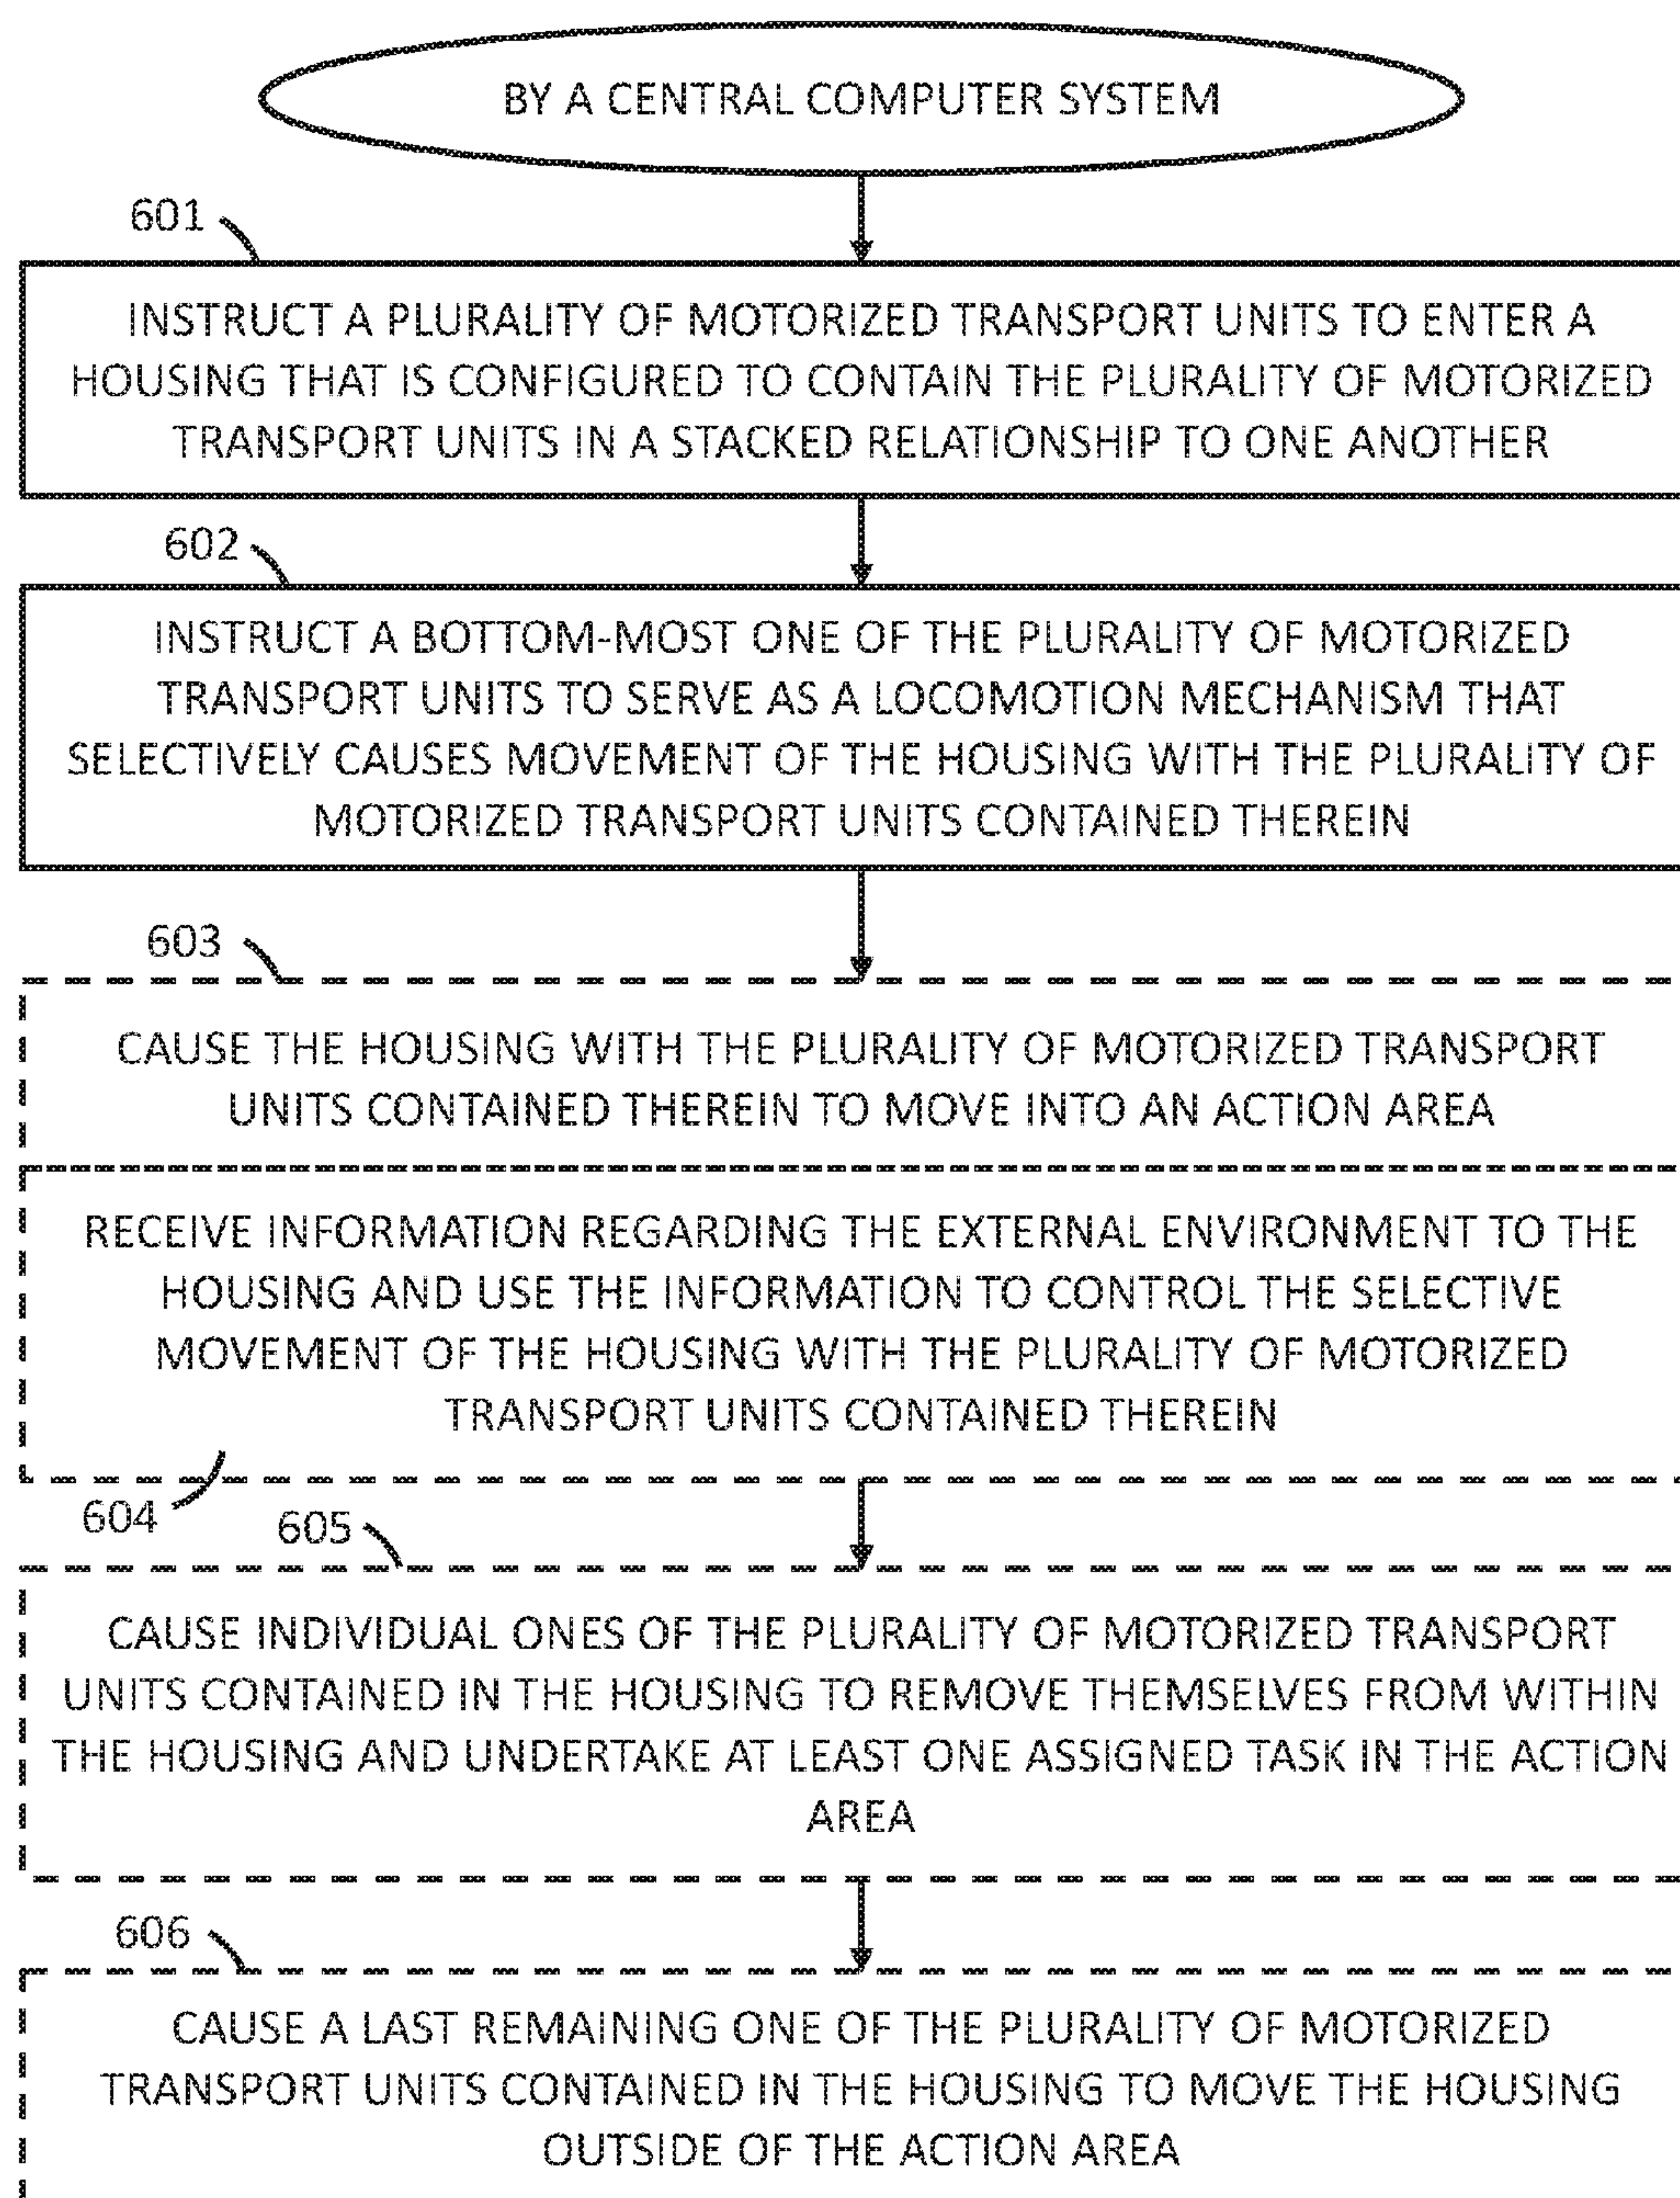 BY A CENTRAL COMPUTER SYSTEM
601
INSTRUCT A PLURALITY OF MOTORIZED TRANSPORT UNITS TO ENTER A
HOUSING THAT IS CONFIGURED TO CONTAIN THE PLURALITY OF MOTORIZED
TRANSPORT UNITS IN A STACKED RELATIONSHIP TO ONE ANOTHER
602
INSTRUCT A BOTTOM-MOST ONE OF THE PLURALITY OF MOTORIZED
TRANSPORT UNITS TO SERVE AS A LOCOMOTION MECHANISM THAT
SELECTIVELY CAUSES MOVEMENT OF THE HOUSING WITH THE PLURALITY OF
MOTORIZED TRANSPORT UNITS CONTAINED THEREIN
603
CAUSE THE HOUSING WITH THE PLURALITY OF MOTORIZED TRANSPORT
UNITS CONTAINED THEREIN TO MOVE INTO AN ACTION AREA
RECEIVE INFORMATION REGARDING THE EXTERNAL ENVIRONMENT TO THE
HOUSING AND USE THE INFORMATION TO CONTROL THE SELECTIVE
MOVEMENT OF THE HOUSING WITH THE PLURALITY OF MOTORIZED
TRANSPORT UNITS CONTAINED THEREIN
604
605
CAUSE INDIVIDUAL ONES OF THE PLURALITY OF MOTORIZED TRANSPORT
UNITS CONTAINED IN THE HOUSING TO REMOVE THEMSELVES FROM WITHIN
THE HOUSING AND UNDERTAKE AT LEAST ONE ASSIGNED TASK IN THE ACTION
AREA
606
CAUSE A LAST REMAINING ONE OF THE PLURALITY OF MOTORIZED
TRANSPORT UNITS CONTAINED IN THE HOUSING TO MOVE THE HOUSING
OUTSIDE OF THE ACTION AREA